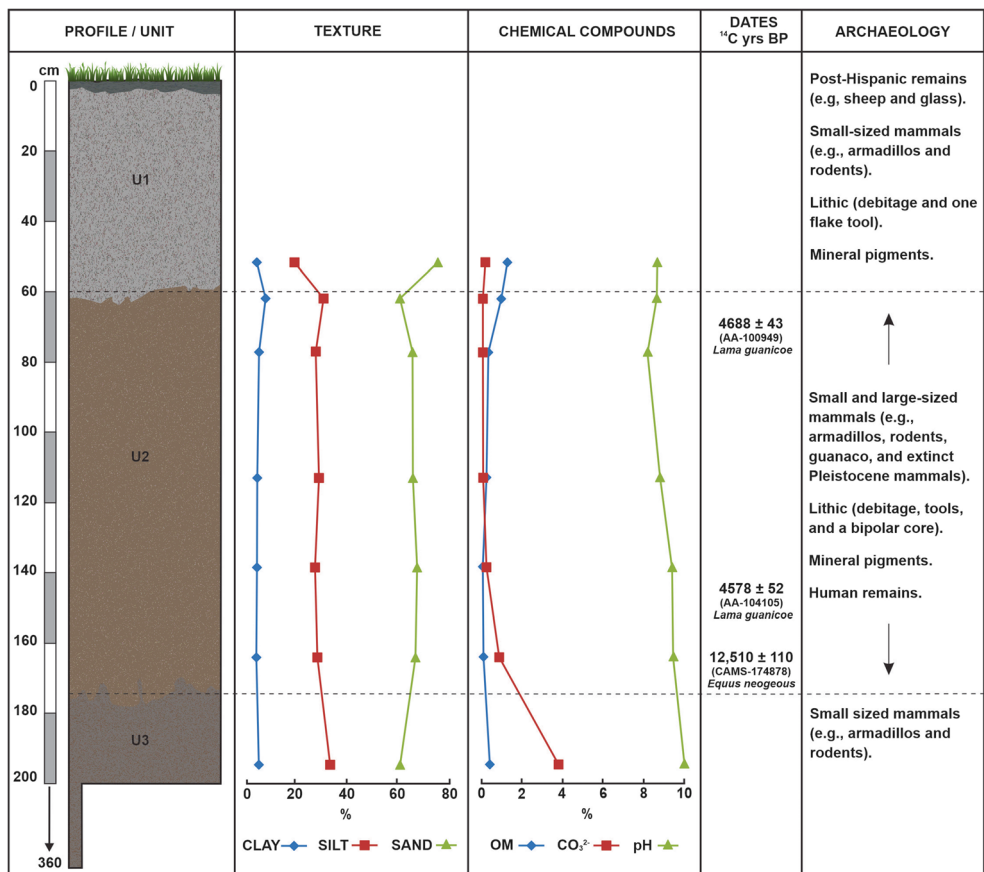 PROFILE / UNIT
TEXTURE
CHEMICAL COMPOUNDS
DATES
¹⁴C yrs BP
ARCHAEOLOGY
cm
0
20
40
60
80
100
120
140
160
180
200
360
U1
U2
U3
0
20
40
60
80
%
CLAY
SILT
SAND
0
2
4
6
8
10
%
OM
CO₃²⁻
pH
4688 ± 43
(AA-100949)
Lama guanicoe
4578 ± 52
(AA-104105)
Lama guanicoe
12,510 ± 110
(CAMS-174878)
Equus neogeous
Post-Hispanic remains
(e.g, sheep and glass).
Small-sized mammals
(e.g., armadillos and
rodents).
Lithic (debitage and one
flake tool).
Mineral pigments.
Small and large-sized
mammals (e.g.,
armadillos, rodents,
guanaco, and extinct
Pleistocene mammals).
Lithic (debitage, tools,
and a bipolar core).
Mineral pigments.
Human remains.
Small sized mammals
(e.g., armadillos and
rodents).